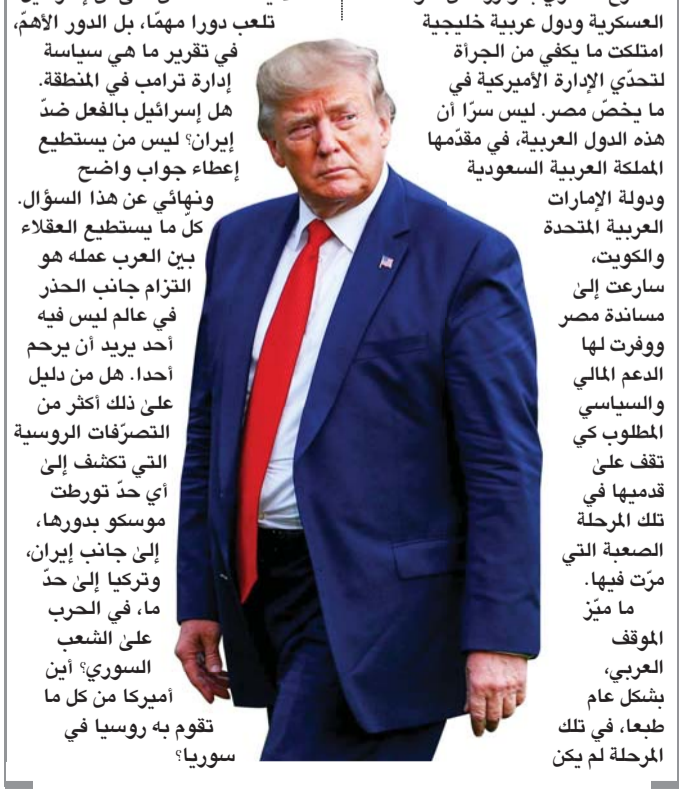 العسكرية ودول عربية خليجية
امتلكت ما يكفي من الجرأة
لتحدّي الإدارة الأميركية في
ما يخصّ مصر. ليس سرّا أن
هذه الدول العربية، في مقدّمها
المملكة العربية السعودية
ودولة الإمارات
العربية المتحدة
والكويت،
سارعت إلى
مساندة مصر
ووفرت لها
الدعم المالي
والسياسي
المطلوب كي
تقف على
قدميها في
تلك المرحلة
الصعبة التي
مرّت فيها.
ما ميّز
الموقف
العربي،
بشكل عام
طبعا، في تلك
المرحلة لم يكن
تلعب دورا مهمّا، بل الدور الأهمّ،
في تقرير ما هي سياسة
إدارة ترامب في المنطقة.
هل إسرائيل بالفعل ضدّ
إيران؟ ليس من يستطيع
إعطاء جواب واضح
ونهائي عن هذا السؤال.
كلّ ما يستطيع العقلاء
بين العرب عمله هو
التزام جانب الحذر
في عالم ليس فيه
أحد يريد أن يرحم
أحدا. هل من دليل
على ذلك أكثر من
التصرّفات الروسية
التي تكشف إلى
أي حدّ تورطت
موسكو بدورها،
إلى جانب إيران،
وتركيا إلى حدّ
ما، في الحرب
على الشعب
السوري؟ أين
أميركا من كل ما
تقوم به روسيا في
سوريا؟